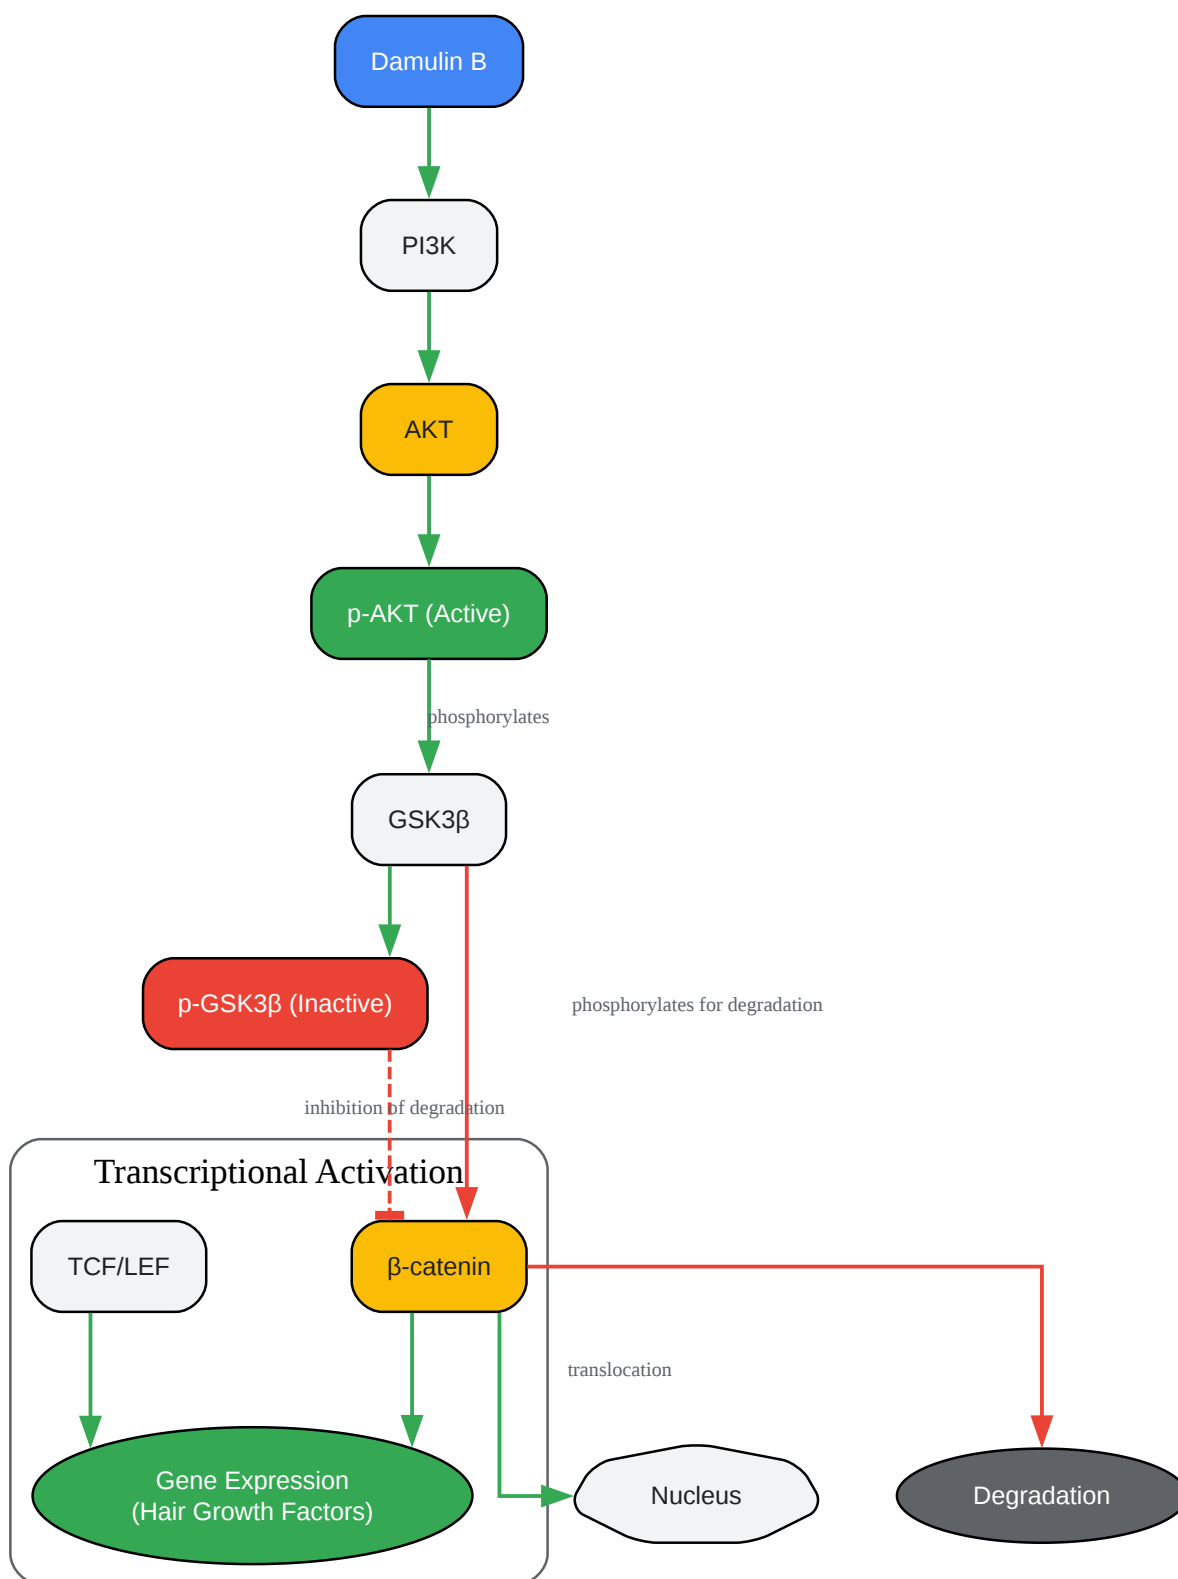 Damulin B
PI3K
AKT
p-AKT (Active)
phosphorylates
GSK3β
p-GSK3β (Inactive)
phosphorylates for degradation
inhibition of degradation
Transcriptional Activation
TCF/LEF
β-catenin
translocation
Gene Expression
(Hair Growth Factors)
Nucleus
Degradation